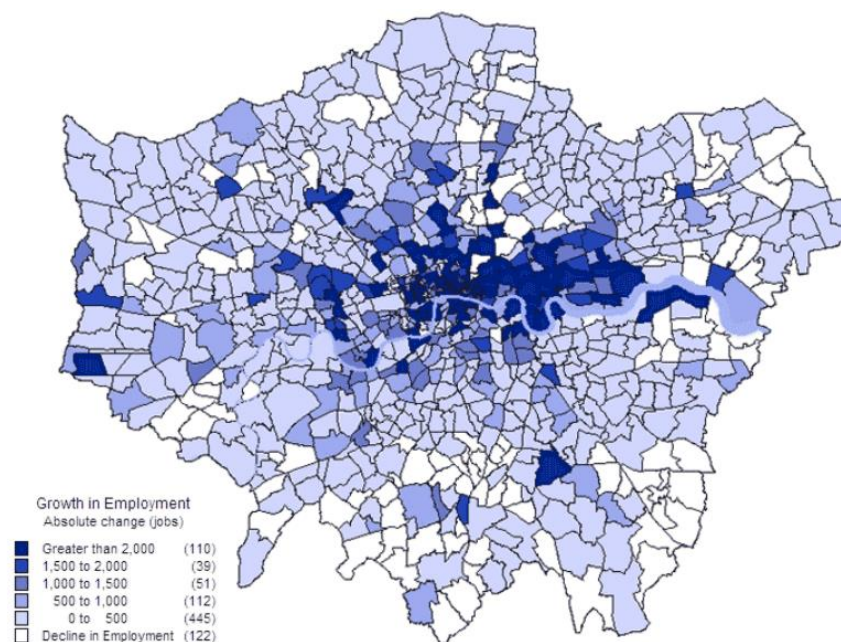 Growth in Employment
Absolute change (jobs)
Greater than 2,000 (110)
1,500 to 2,000 (39)
1,000 to 1,500 (51)
500 to 1,000 (112)
0 to 500 (445)
Decline in Employment (122)